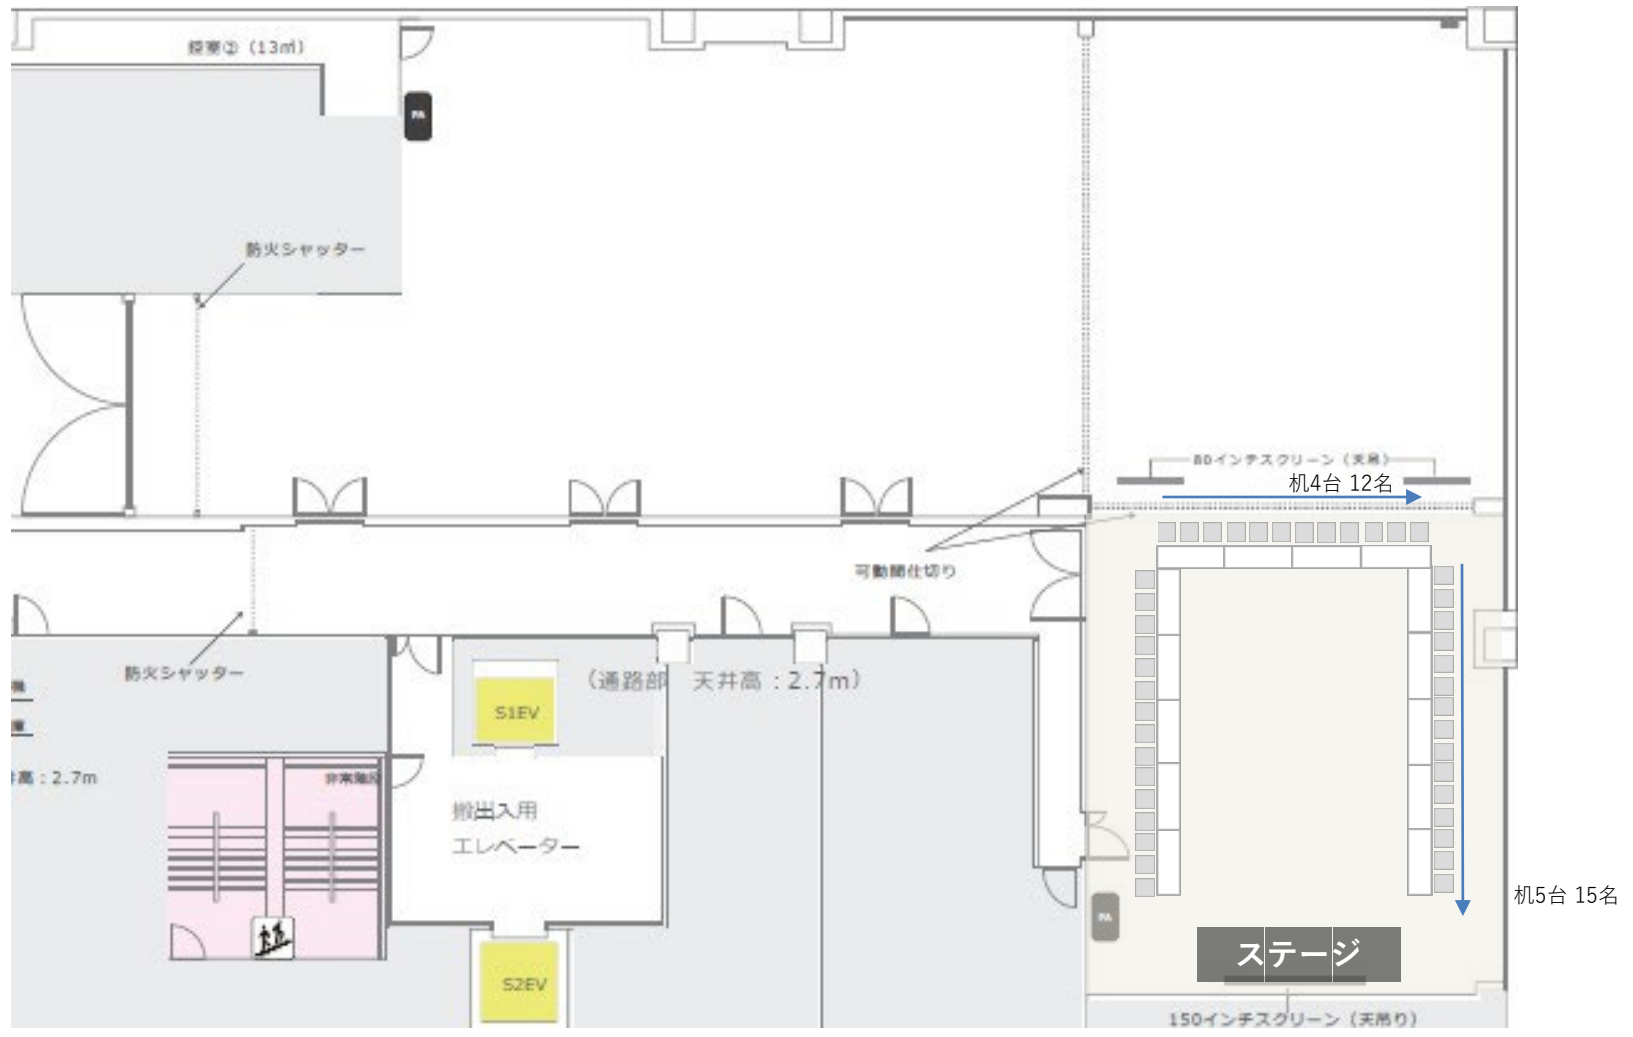 控室②（13㎡）
PA
防火シャッター
80インチスクリーン（天吊）
机4台 12名
可動間仕切り
防火シャッター
（通路部　天井高：2.7m）
S1EV
高：2.7m
非常階段
搬出入用
エレベーター
机5台 15名
PA
ステージ
S2EV
150インチスクリーン（天吊り）